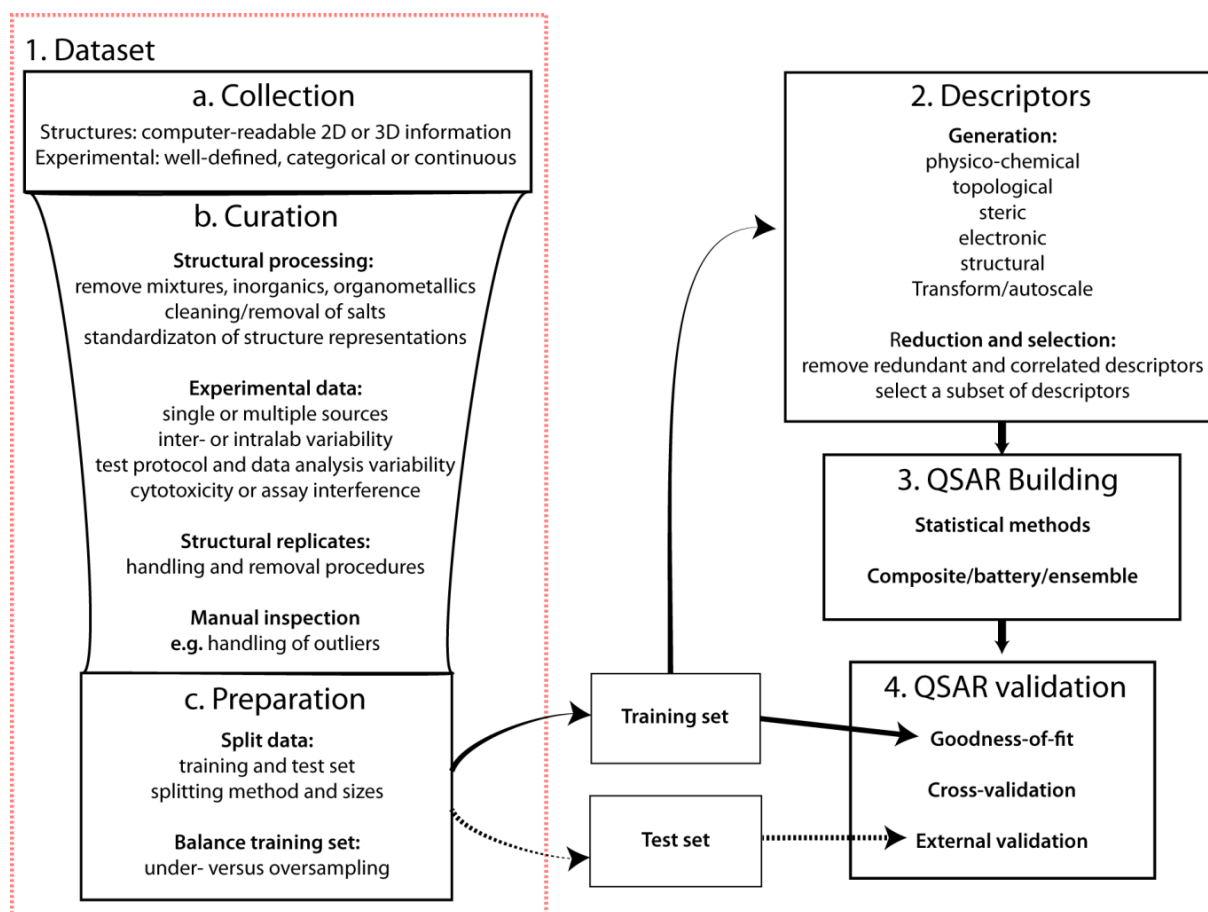 1. Dataset
a. Collection
Structures: computer-readable 2D or 3D information
Experimental: well-defined, categorical or continuous
b. Curation
Structural processing:
remove mixtures, inorganics, organometallics
cleaning/removal of salts
standardizaton of structure representations
Experimental data:
single or multiple sources
inter- or intralab variability
test protocol and data analysis variability
cytotoxicity or assay interference
Structural replicates:
handling and removal procedures
Manual inspection
e.g. handling of outliers
c. Preparation
Split data:
training and test set
splitting method and sizes
Balance training set:
under- versus oversampling
Training set
Test set
2. Descriptors
Generation:
physico-chemical
topological
steric
electronic
structural
Transform/autoscale
Reduction and selection:
remove redundant and correlated descriptors
select a subset of descriptors
3. QSAR Building
Statistical methods
Composite/battery/ensemble
4. QSAR validation
Goodness-of-fit
Cross-validation
External validation